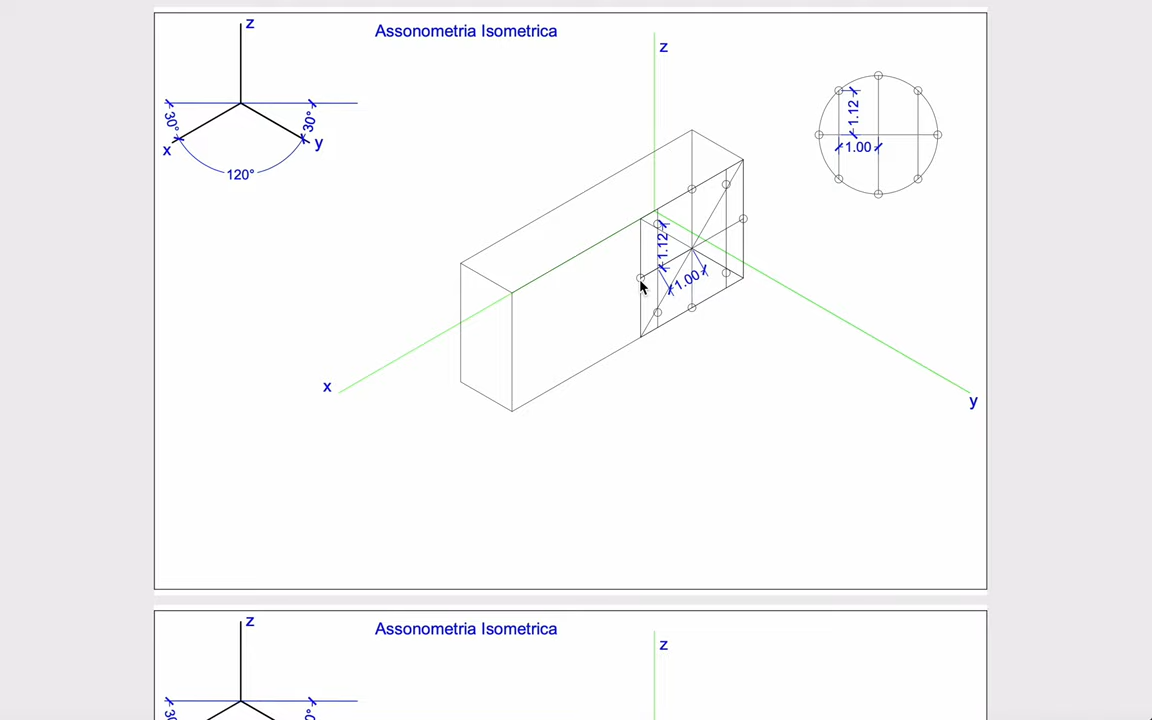 z
Assonometria Isometrica
z
30°
30°
x
y
120°
1.12
1.00
1.12
1.00
x
y
z
Assonometria Isometrica
z